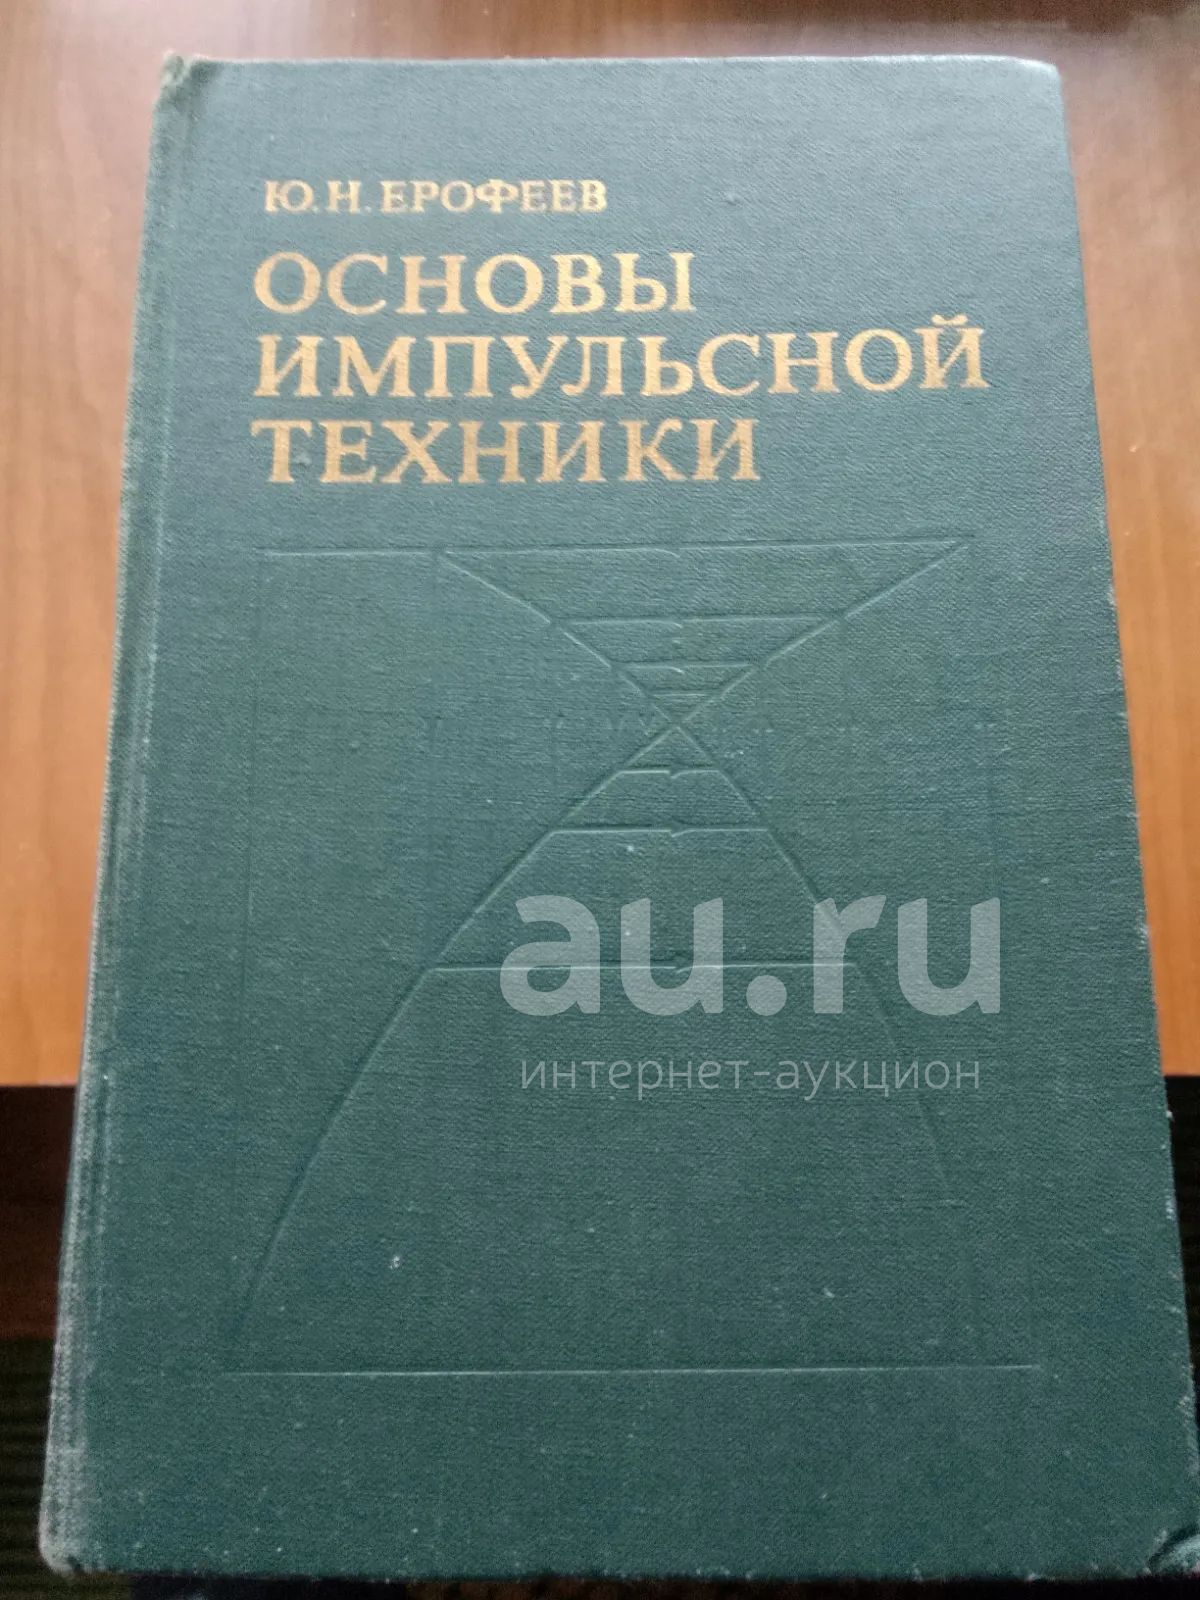 Ю. Н. ЕРОФЕЕВ
ОСНОВЫ
ИМПУЛЬСНОЙ
ТЕХНИКИ
au.ru
интернет-аукцион